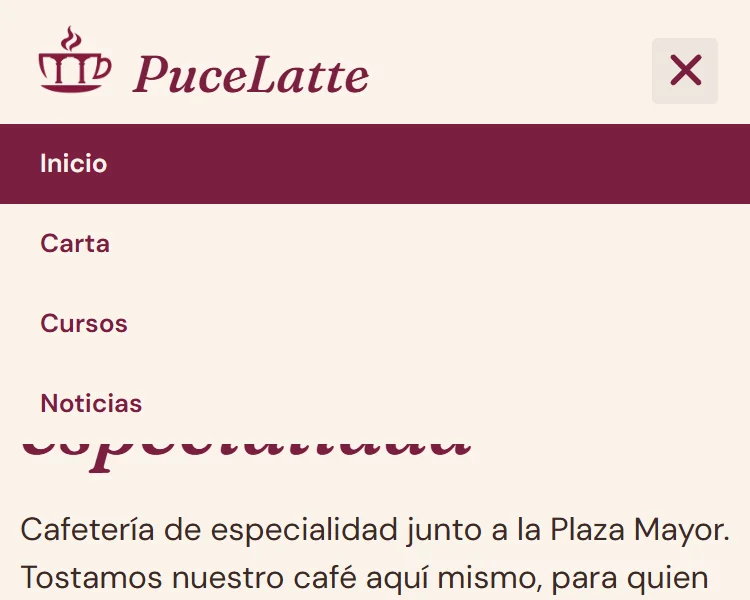 PuceLatte
Inicio
Carta
Cursos
Noticias
Cafetería de especialidad junto a la Plaza Mayor.
Tostamos nuestro café aquí mismo, para quien